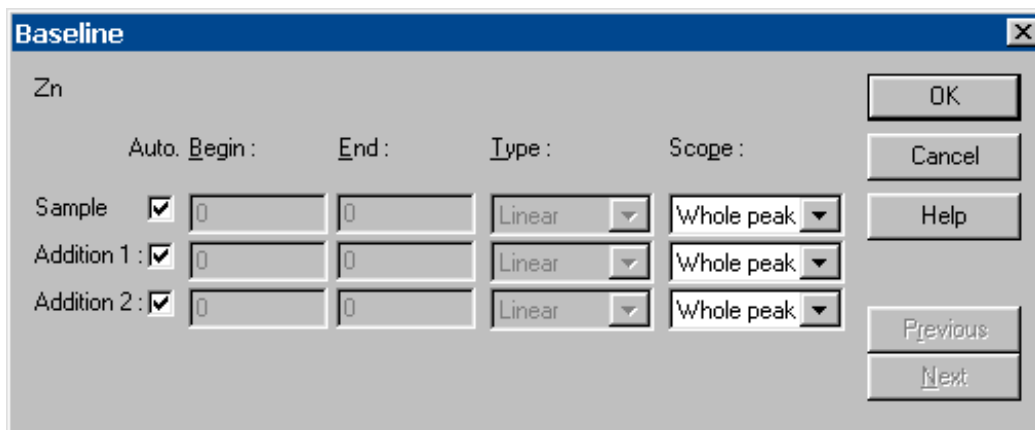 Baseline
Zn
OK
Auto. Begin : End : Type : Scope :
Cancel
Sample 0 0 Linear Whole peak
Help
Addition 1 : 0 0 Linear Whole peak
Addition 2 : 0 0 Linear Whole peak
Previous
Next